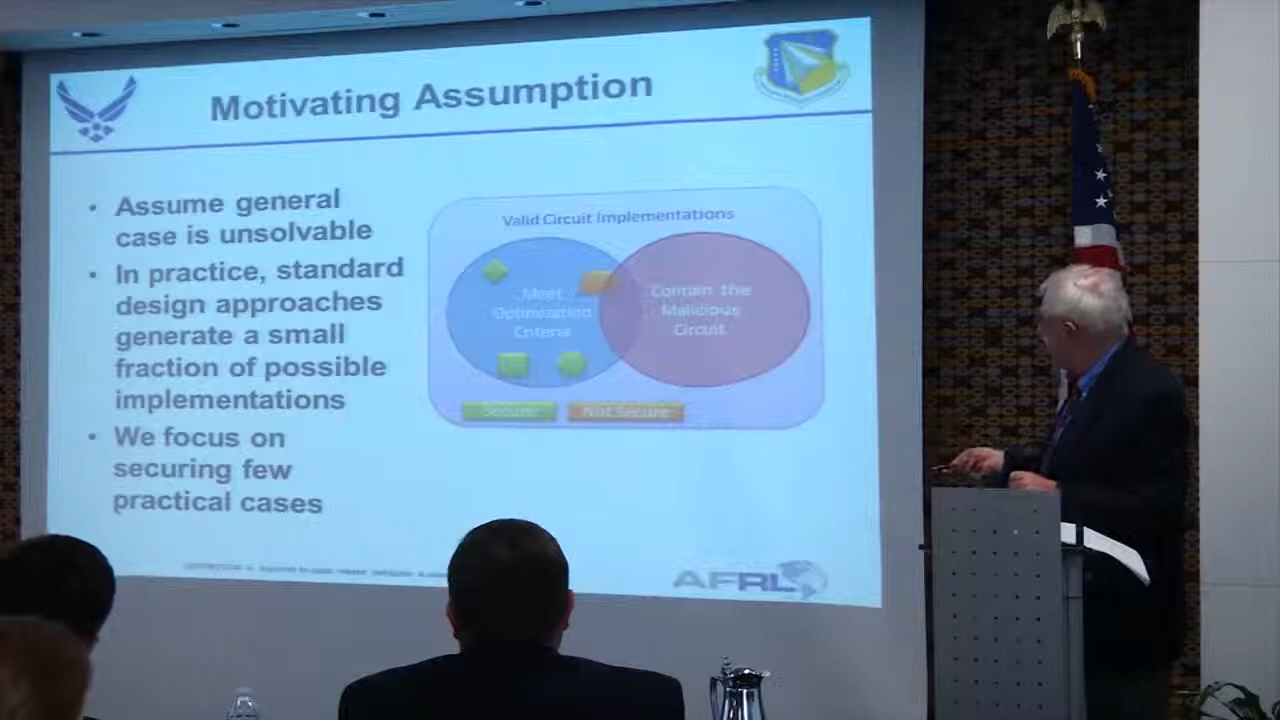 Motivating Assumption
• Assume general
case is unsolvable
• In practice, standard
design approaches
generate a small
fraction of possible
implementations
• We focus on
securing few
practical cases
Valid Circuit Implementations
Meet
Optimization
Criteria
Contain the
Malicious
Circuit
Secure
Not Secure
AFRL